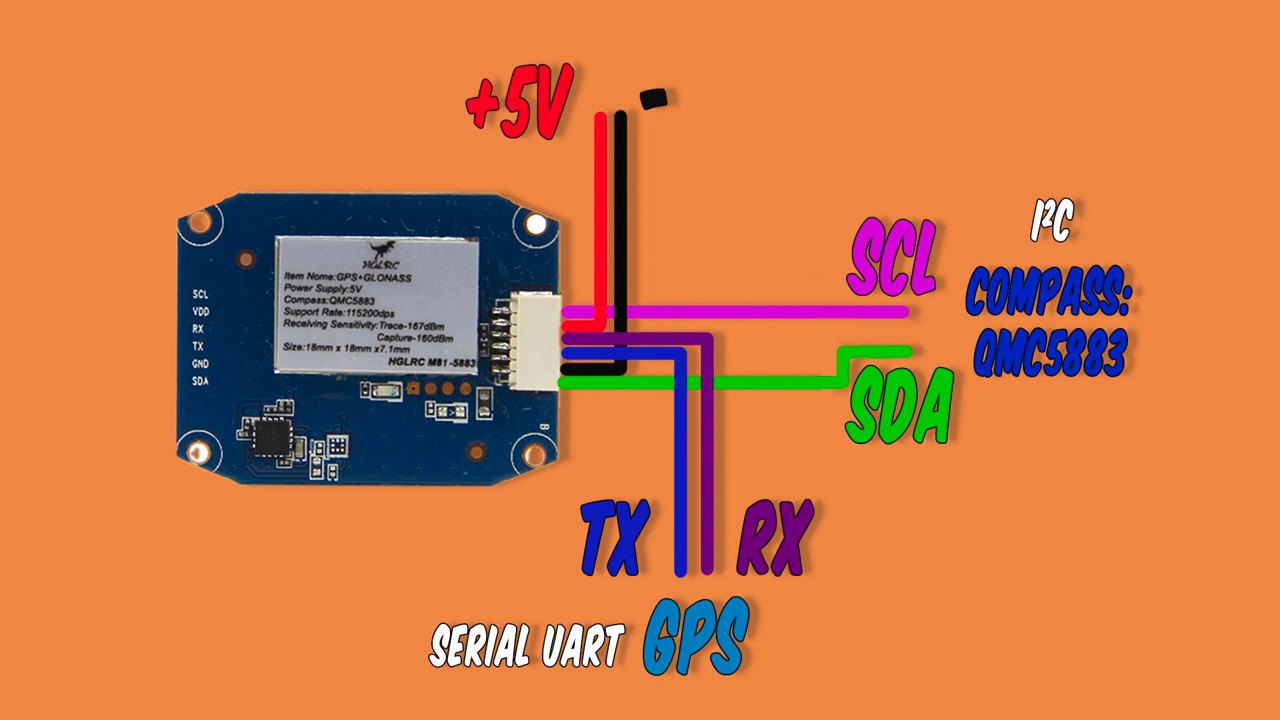 +5V
-
SCL
I²C
COMPASS:
QMC5883
SDA
HGLRC
Item Name:GPS+GLONASS
Power Supply:5V
Compass:QMC5883
Support Rate:115200dps
Receiving Sensitivity:Trece-167dBm
Capture-160dBm
Size:18mm x 18mm x7.1mm
HGLRC M81-5883
SCL
VDD
RX
TX
GND
SDA
B
TX
RX
SERIAL UART GPS